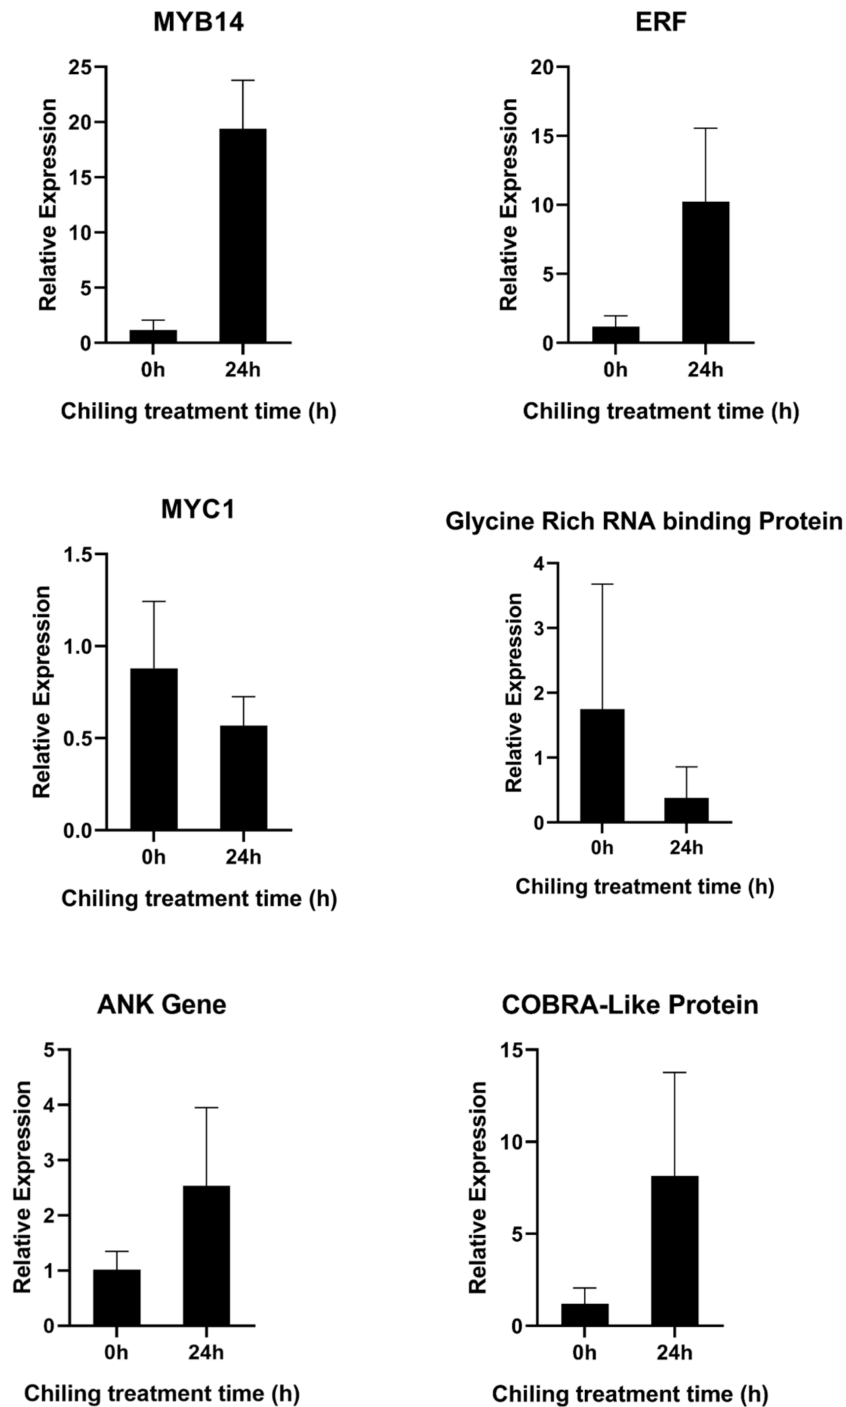 MYB14
Relative Expression
25
20
15
10
5
0
0h 24h
Chiling treatment time (h)
ERF
Relative Expression
20
15
10
5
0
0h 24h
Chiling treatment time (h)
MYC1
Relative Expression
1.5
1.0
0.5
0.0
0h 24h
Chiling treatment time (h)
Glycine Rich RNA binding Protein
Relative Expression
4
3
2
1
0
0h 24h
Chiling treatment time (h)
ANK Gene
Relative Expression
5
4
3
2
1
0
0h 24h
Chiling treatment time (h)
COBRA-Like Protein
Relative Expression
15
10
5
0
0h 24h
Chiling treatment time (h)